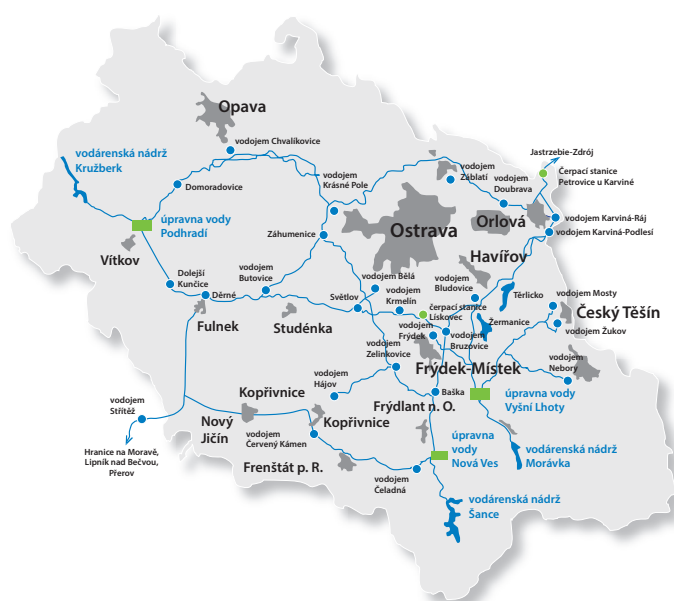 Opava
vodojem Chvalíkovice
vodárenská nádrž
Kružberk
Jastrzebie-Zdrój
vodojem
Krásné Pole
vodojem
Záblatí
Čerpací stanice
Petrovice u Karviné
Domoradovice
vodojem
Doubrava
úpravna vody
Podhradí
Orlová
vodojem Karviná-Ráj
Ostrava
vodojem Karviná-Podlesí
Záhumenice
Vítkov
Havířov
Dolejší
Kunčice
vodojem
Butovice
vodojem Bělá
vodojem
Bludovice
vodojem
Krmelín
Těrlicko
vodojem Mosty
Děrné
Světlov
čerpací stanice
Lískovec
Žermanice
Český Těšín
Fulnek
Studénka
vodojem
Frýdek
vodojem
Bruzovice
vodojem Žukov
vodojem
Zelinkovice
vodojem
Nebory
Frýdek-Místek
vodojem
Hájov
Kopřivnice
Baška
úpravna vody
Vyšní Lhoty
vodojem
Střítěž
Frýdlant n. O.
Nový
Jičín
Kopřivnice
vodojem
Červený Kámen
úpravna
vody
Nová Ves
Hranice na Moravě,
Lipník nad Bečvou,
Přerov
vodárenská nádrž
Morávka
Frenštát p. R.
vodojem
Čeladná
vodárenská nádrž
Šance